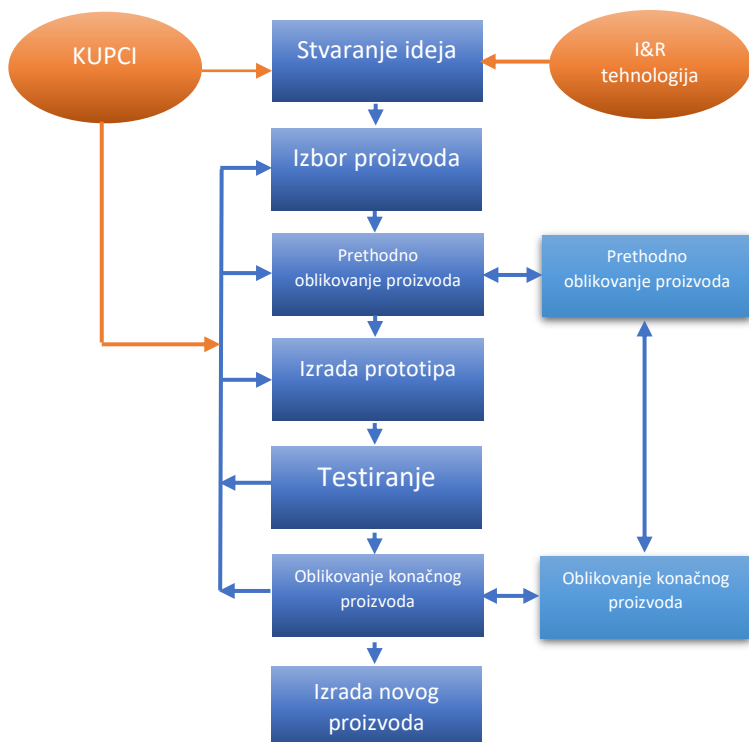 KUPCI
Stvaranje ideja
I&R
tehnologija
Izbor proizvoda
Prethodno
oblikovanje proizvoda
Prethodno
oblikovanje proizvoda
Izrada prototipa
Testiranje
Oblikovanje konačnog
proizvoda
Oblikovanje konačnog
proizvoda
Izrada novog
proizvoda